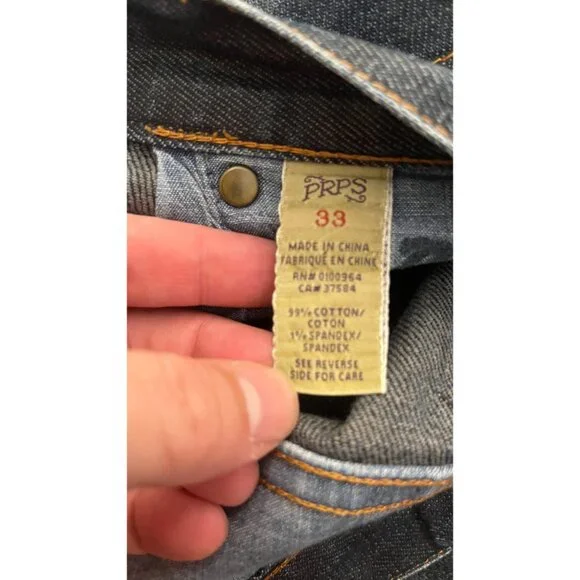 PRPS
33
MADE IN CHINA
FABRIQUÉ EN CHINE
RN# 0100964
CA# 37584
99% COTTON/
COTON
1% SPANDEX/
SPANDEX
SEE REVERSE
SIDE FOR CARE